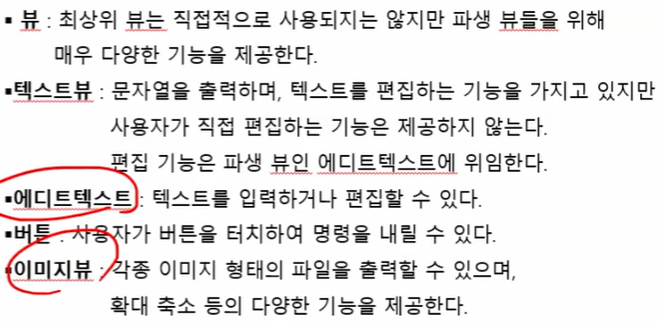 ▪ 뷰 : 최상위 뷰는 직접적으로 사용되지는 않지만 파생 뷰들을 위해
매우 다양한 기능을 제공한다.
▪텍스트뷰 : 문자열을 출력하며, 텍스트를 편집하는 기능을 가지고 있지만
사용자가 직접 편집하는 기능은 제공하지 않는다.
편집 기능은 파생 뷰인 에디트텍스트에 위임한다.
▪에디트텍스트 : 텍스트를 입력하거나 편집할 수 있다.
▪버튼 : 사용자가 버튼을 터치하여 명령을 내릴 수 있다.
▪이미지뷰 : 각종 이미지 형태의 파일을 출력할 수 있으며,
확대 축소 등의 다양한 기능을 제공한다.